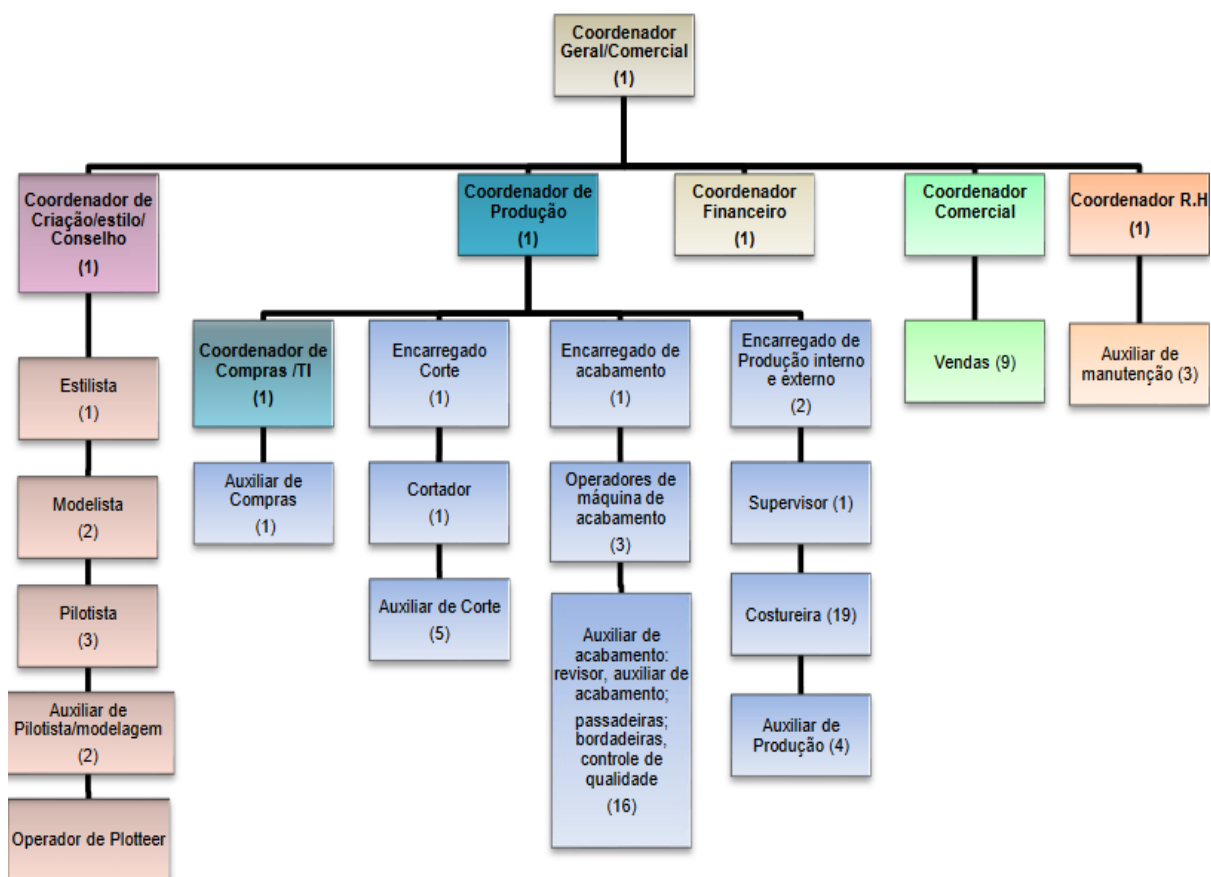 Coordenador
Geral/Comercial
(1)
Coordenador de
Criação/estilo/
Conselho
(1)
Coordenador de
Produção
(1)
Coordenador
Financeiro
(1)
Coordenador
Comercial
Coordenador R.H
(1)
Estilista
(1)
Modelista
(2)
Pilotista
(3)
Auxiliar de
Pilotista/modelagem
(2)
Operador de Plotteer
Coordenador de
Compras /TI
(1)
Auxiliar de
Compras
(1)
Encarregado
Corte
(1)
Cortador
(1)
Auxiliar de Corte
(5)
Encarregado de
acabamento
(1)
Operadores de
máquina de
acabamento
(3)
Auxiliar de
acabamento:
revisor, auxiliar de
acabamento;
passadeiras;
bordadeiras,
controle de
qualidade
(16)
Encarregado de
Produção interno
e externo
(2)
Supervisor (1)
Costureira (19)
Auxiliar de
Produção (4)
Vendas (9)
Auxiliar de
manutenção (3)